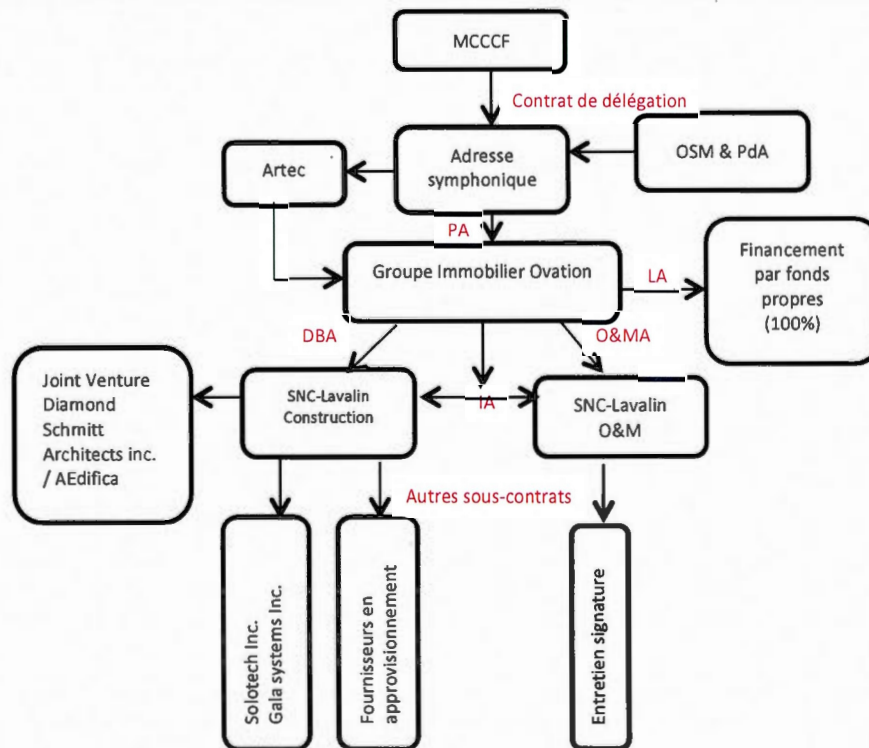 MCCCF
Contrat de délégation
Artec
Adresse
symphonique
OSM & PdA
PA
Groupe Immobilier Ovation
LA
Financement
par fonds
propres
(100%)
DBA
O&MA
Joint Venture
Diamond
Schmitt
Architects inc.
/ AEdifica
SNC-Lavalin
Construction
IA
SNC-Lavalin
O&M
Autres sous-contrats
Solotech Inc.
Gala systems Inc.
Fournisseurs en
approvisionnement
Entretien signature